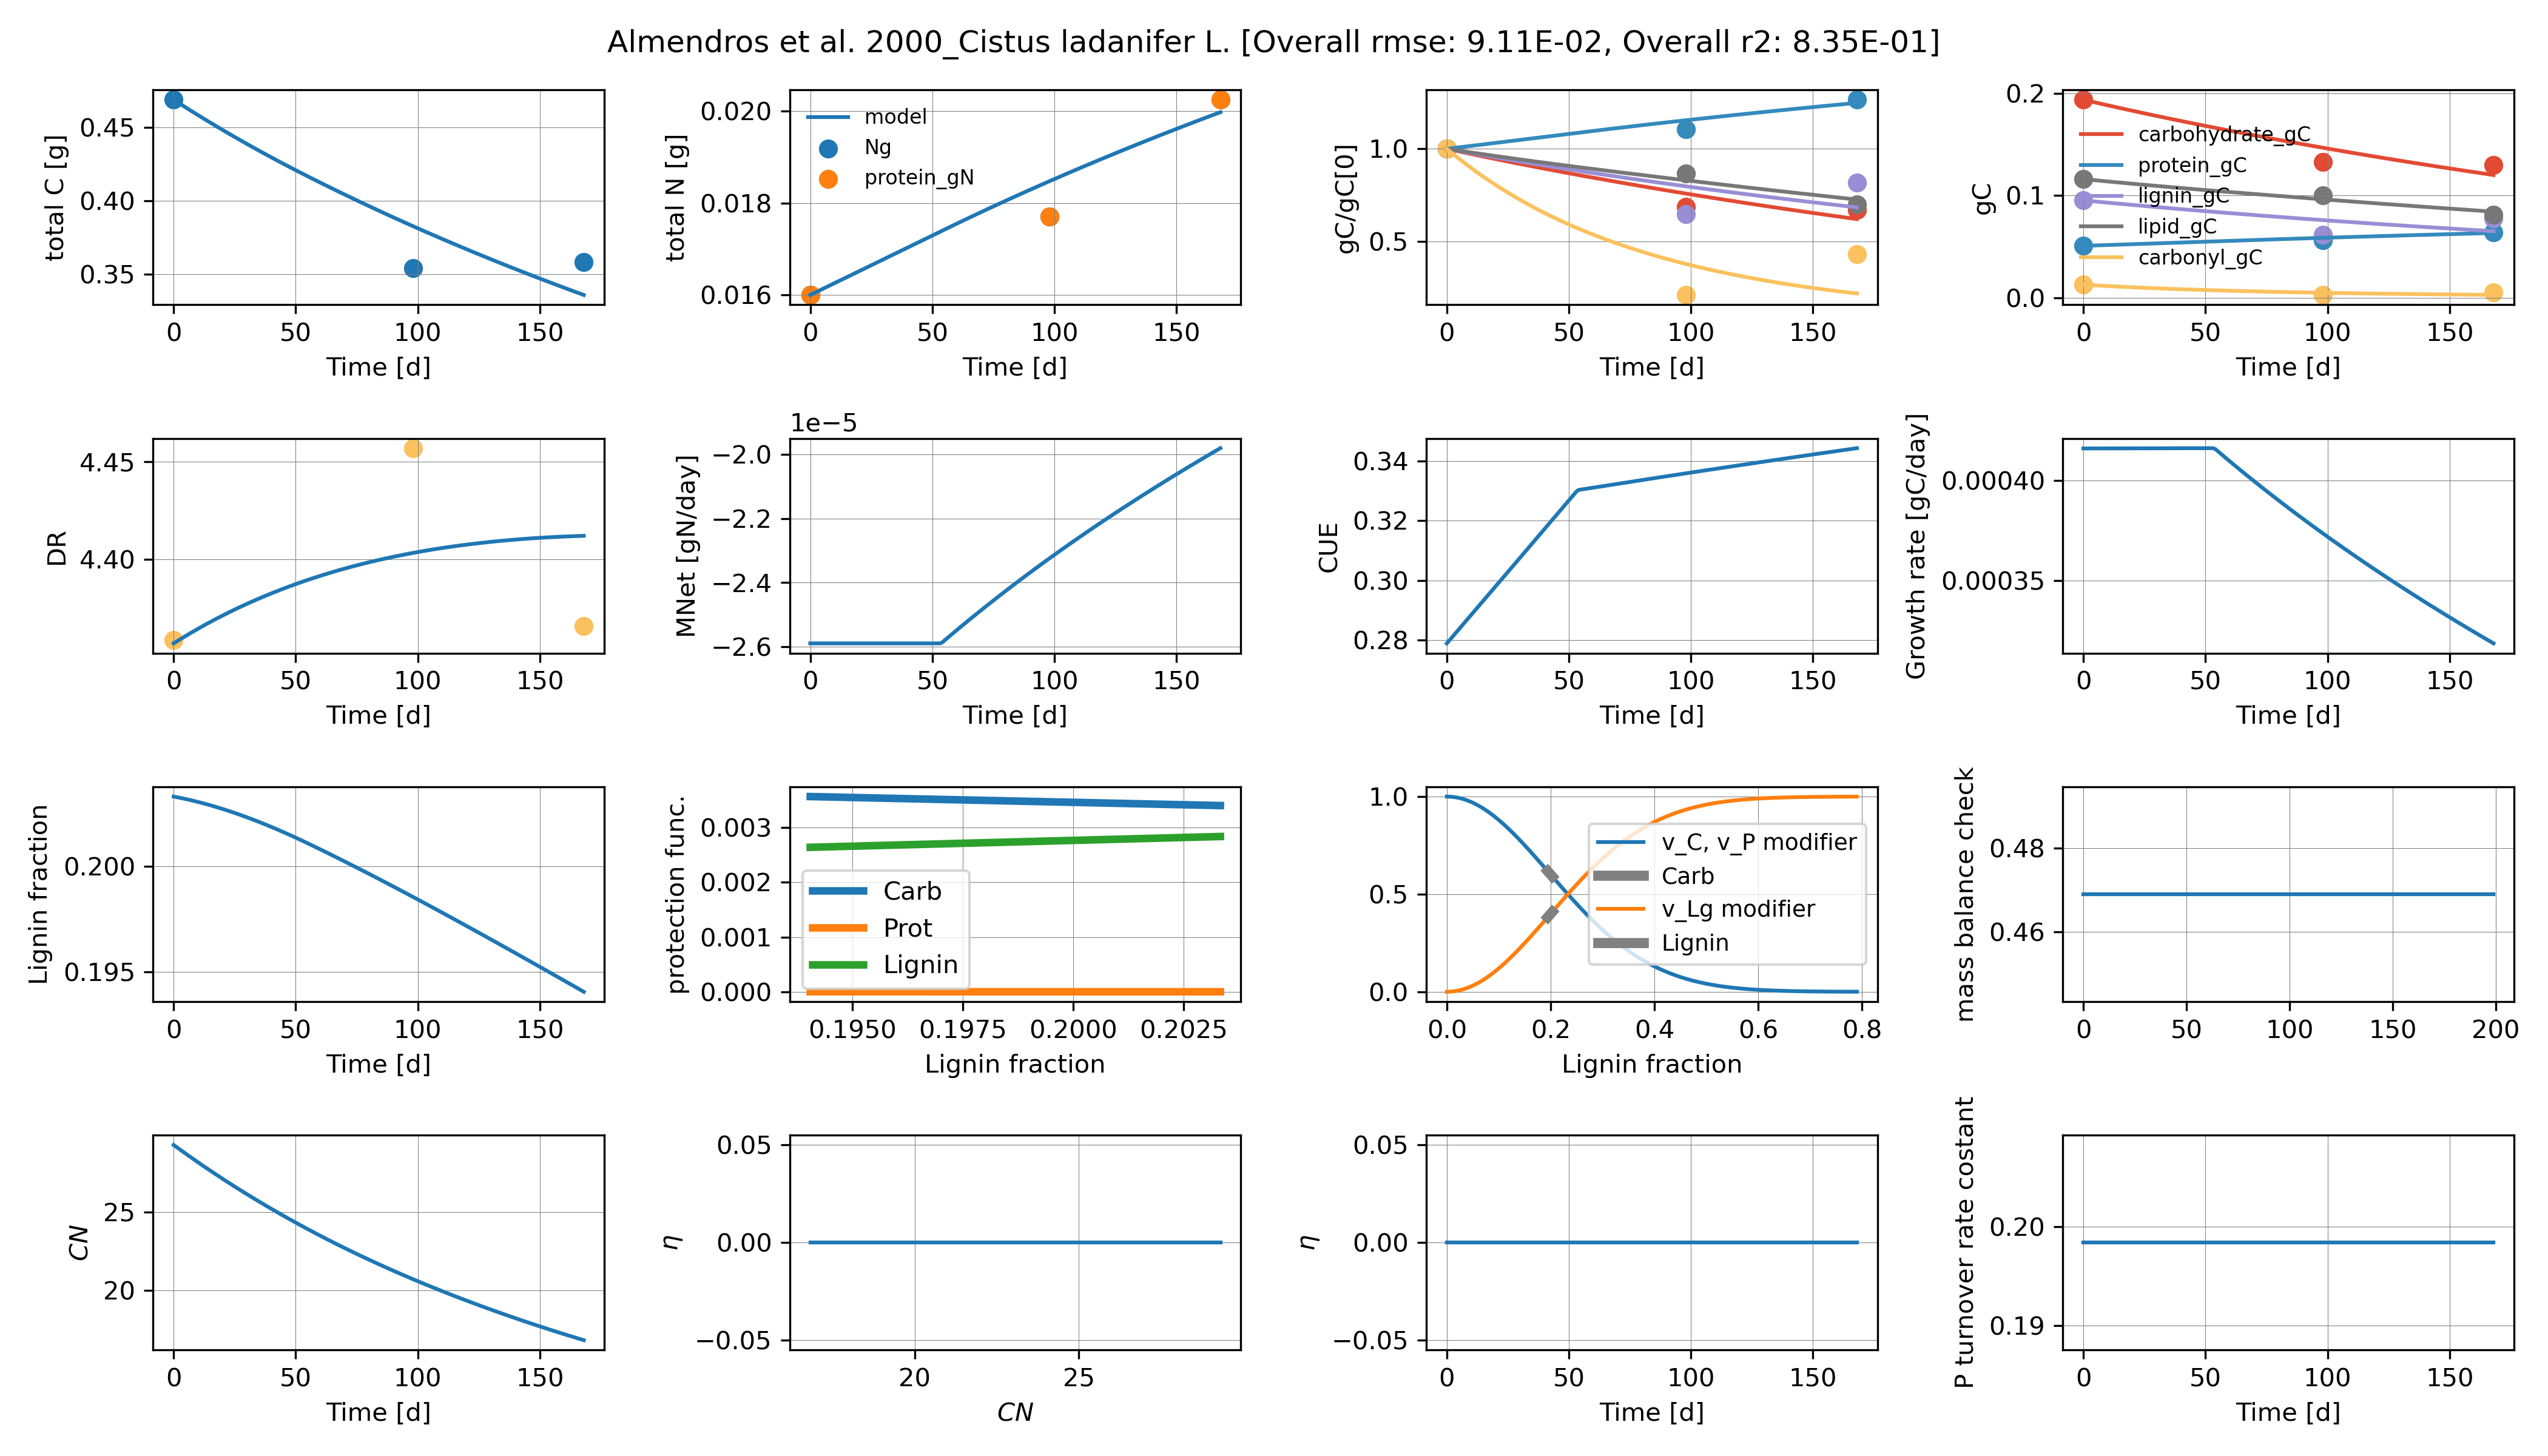 Almendros et al. 2000_Cistus ladanifer L. [Overall rmse: 9.11E-02, Overall r2: 8.35E-01]
total C [g]
0.45
0.40
0.35
0 50 100 150
Time [d]
total N [g]
0.020
0.018
0.016
model
Ng
protein_gN
0 50 100 150
Time [d]
gC/gC[0]
1.0
0.5
0 50 100 150
Time [d]
gC
0.2
0.1
0.0
carbohydrate_gC
protein_gC
lignin_gC
lipid_gC
carbonyl_gC
0 50 100 150
Time [d]
DR
4.45
4.40
0 50 100 150
Time [d]
1e−5
MNet [gN/day]
−2.0
−2.2
−2.4
−2.6
0 50 100 150
Time [d]
CUE
0.34
0.32
0.30
0.28
0 50 100 150
Time [d]
Growth rate [gC/day]
0.00040
0.00035
0 50 100 150
Time [d]
Lignin fraction
0.200
0.195
0 50 100 150
Time [d]
protection func.
0.003
0.002
0.001
0.000
Carb
Prot
Lignin
0.1950 0.1975 0.2000 0.2025
Lignin fraction
1.0
0.5
0.0
v_C, v_P modifier
Carb
v_Lg modifier
Lignin
0.0 0.2 0.4 0.6 0.8
Lignin fraction
mass balance check
0.48
0.46
0 50 100 150 200
CN
25
20
0 50 100 150
Time [d]
η
0.05
0.00
−0.05
20 25
CN
η
0.05
0.00
−0.05
0 50 100 150
Time [d]
P turnover rate costant
0.20
0.19
0 50 100 150
Time [d]